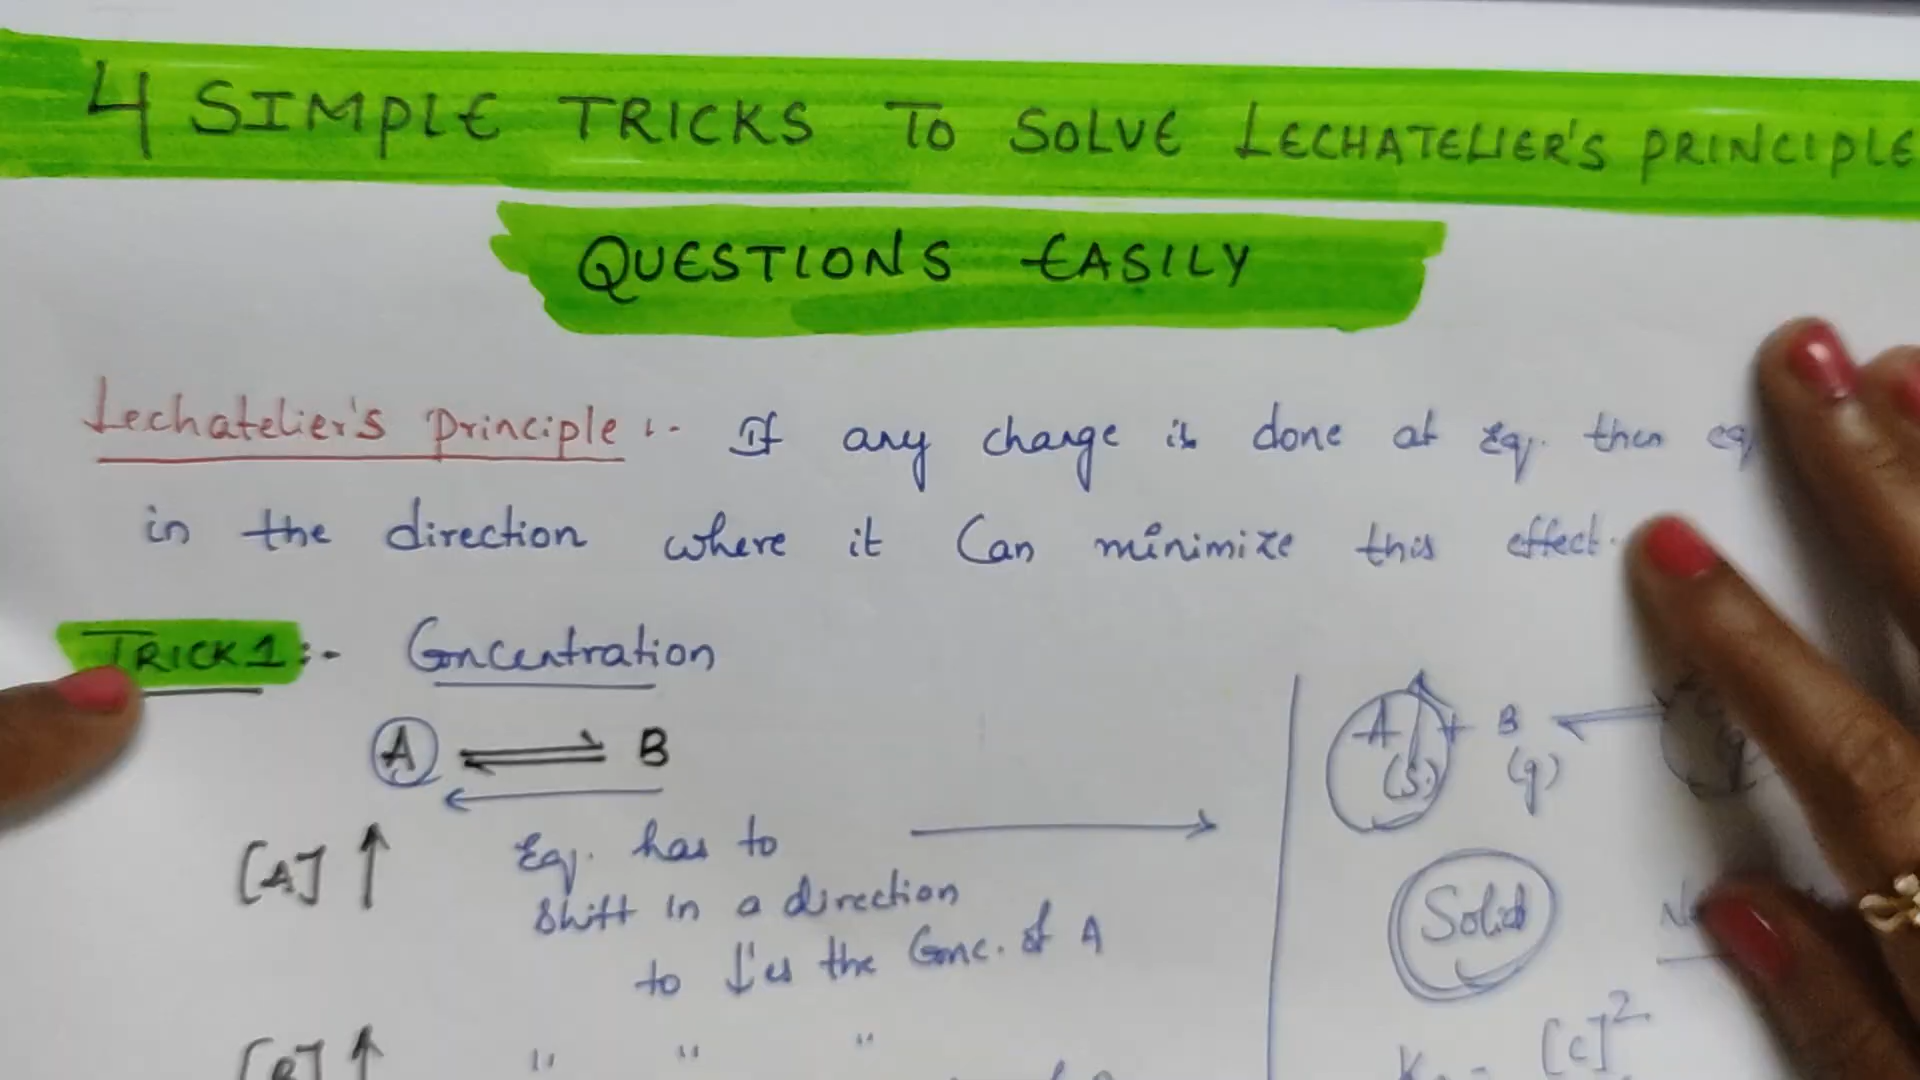 4 SIMPLE TRICKS TO SOLVE LECHATELIER'S PRINCIPLE
QUESTIONS EASILY
Lechatelier's principle :- If any change is done at Eq. then eq
in the direction where it Can minimize this effect.
TRICK 1 :- Concentration
A ⇌ B
[A] ↑ Eq. has to →
shift in a direction
to ↓'es the Conc. of A
[B] ↑ " " "
A + B ←
(s) (g)
Solid
[C]²